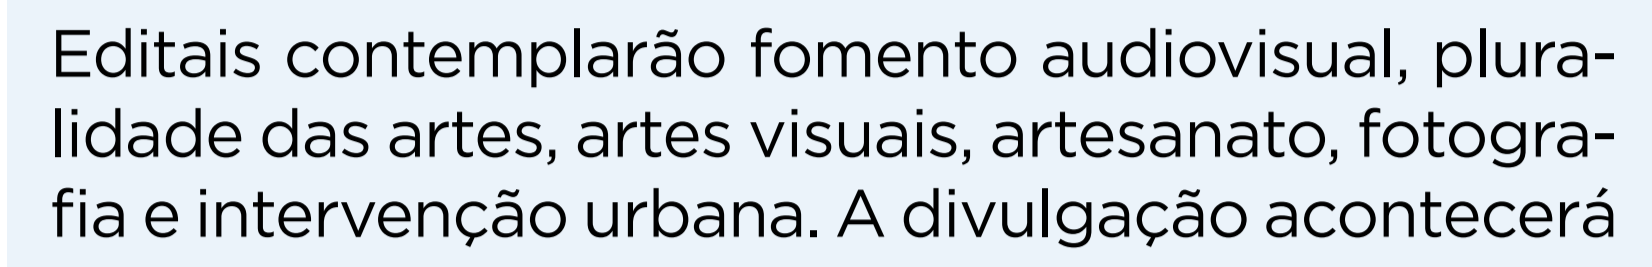 Editais contemplarão fomento audiovisual, plura-
lidade das artes, artes visuais, artesanato, fotogra-
fia e intervenção urbana. A divulgação acontecerá